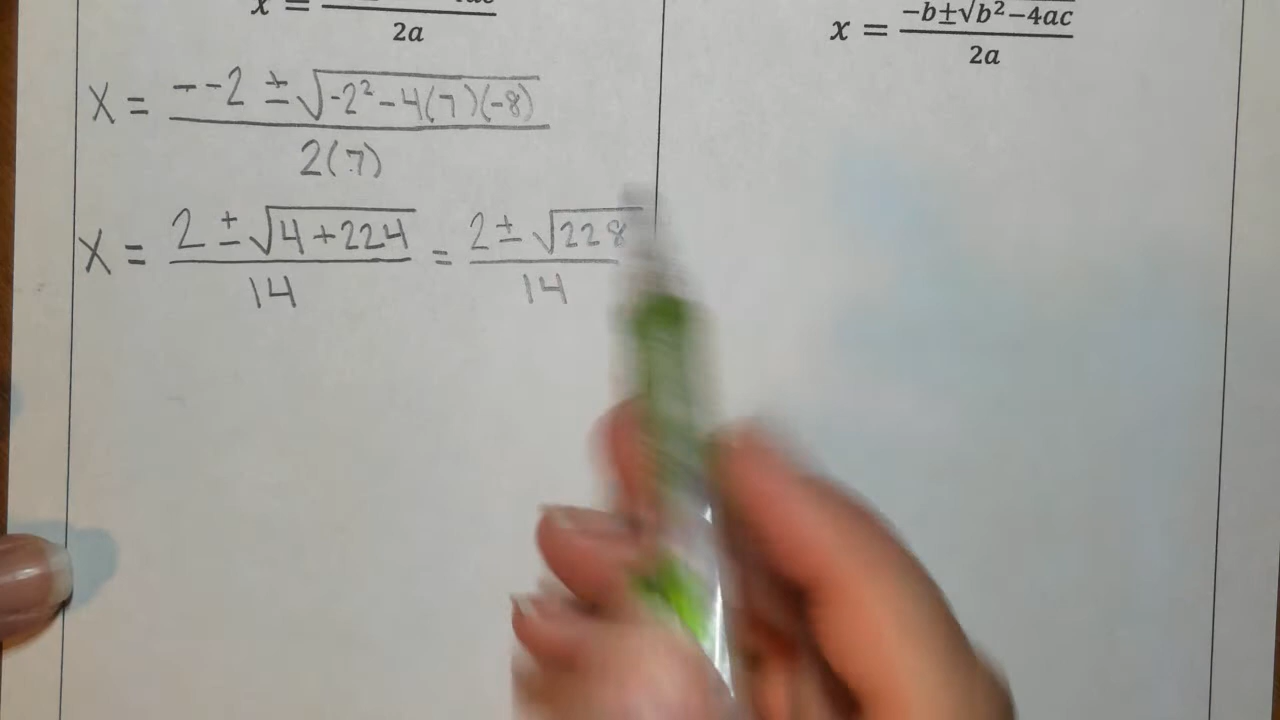 x =
2a
x = -b±√b²-4ac / 2a
X = --2 ± √-2²-4(7)(-8) / 2(7)
X = 2 ± √4+224 / 14 = 2 ± √228 / 14